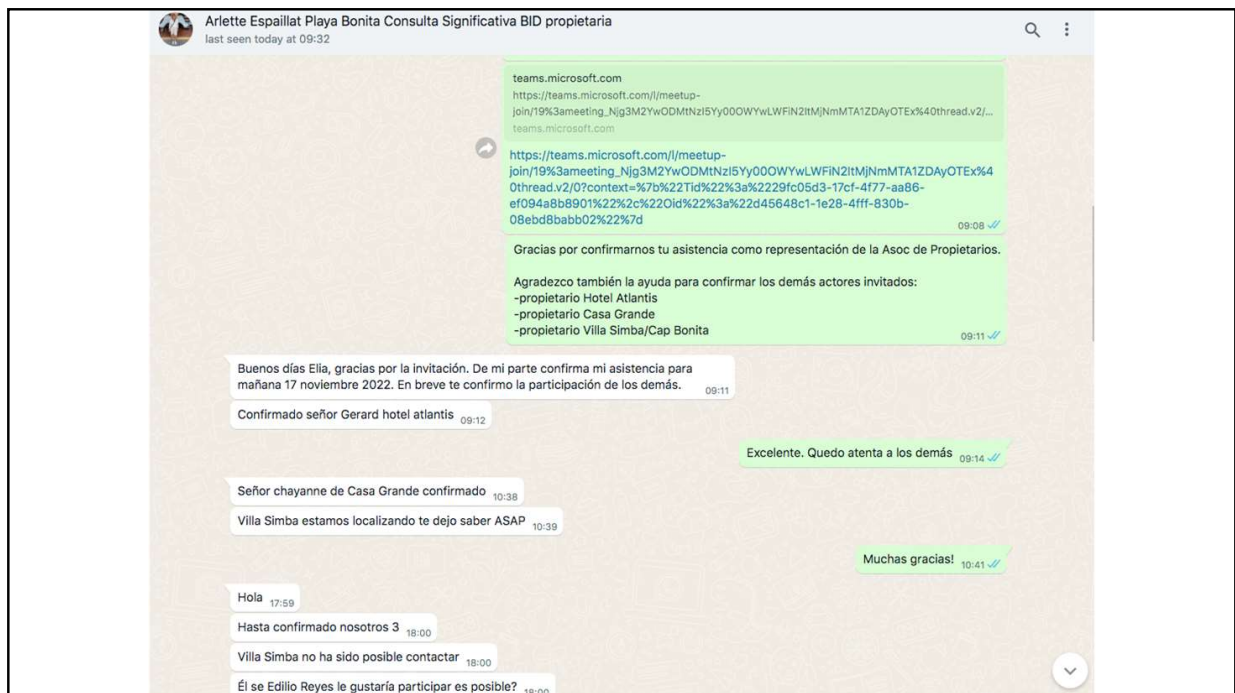 Arlette Espaillat Playa Bonita Consulta Significativa BID propietaria
last seen today at 09:32
teams.microsoft.com
https://teams.microsoft.com/l/meetup-
join/19%3ameeting_Njg3M2YwODMtNzI5Yy00OWYwLWFiN2ItMjNmMTA1ZDAyOTEx%40thread.v2/...
teams.microsoft.com
https://teams.microsoft.com/l/meetup-
join/19%3ameeting_Njg3M2YwODMtNzI5Yy00OWYwLWFiN2ItMjNmMTA1ZDAyOTEx%4
0thread.v2/0?context=%7b%22Tid%22%3a%2229fc05d3-17cf-4f77-aa86-
ef094a8b8901%22%2c%22Oid%22%3a%22d45648c1-1e28-4fff-830b-
08ebd8babb02%22%7d
09:08
Gracias por confirmarnos tu asistencia como representación de la Asoc de Propietarios.
Agradezco también la ayuda para confirmar los demás actores invitados:
-propietario Hotel Atlantis
-propietario Casa Grande
-propietario Villa Simba/Cap Bonita
09:11
Buenos días Elia, gracias por la invitación. De mi parte confirma mi asistencia para
mañana 17 noviembre 2022. En breve te confirmo la participación de los demás. 09:11
Confirmado señor Gerard hotel atlantis 09:12
Excelente. Quedo atenta a los demás 09:14
Señor chayanne de Casa Grande confirmado 10:38
Villa Simba estamos localizando te dejo saber ASAP 10:39
Muchas gracias! 10:41
Hola 17:59
Hasta confirmado nosotros 3 18:00
Villa Simba no ha sido posible contactar 18:00
Él se Edilio Reyes le gustaría participar es posible? 18:00